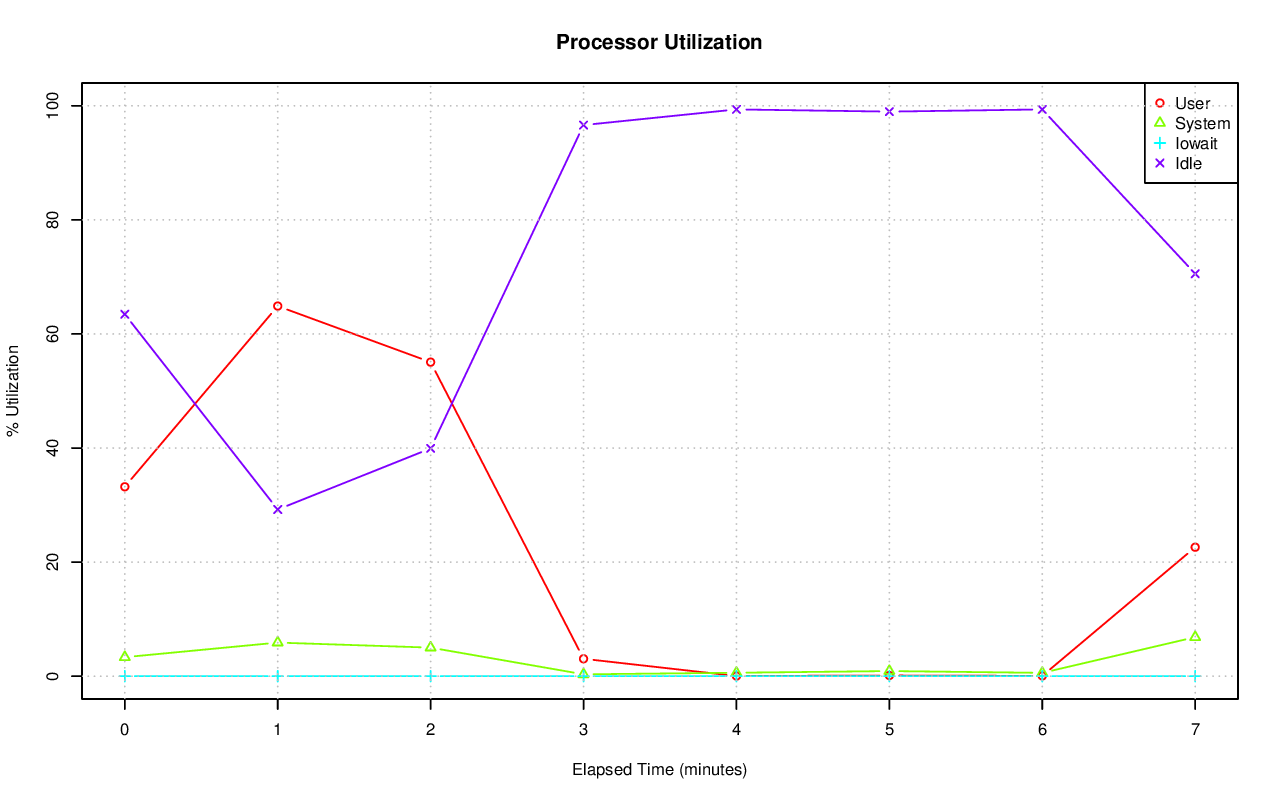 Processor Utilization
% Utilization
100
80
60
40
20
0
User
System
Iowait
Idle
0 1 2 3 4 5 6 7
Elapsed Time (minutes)